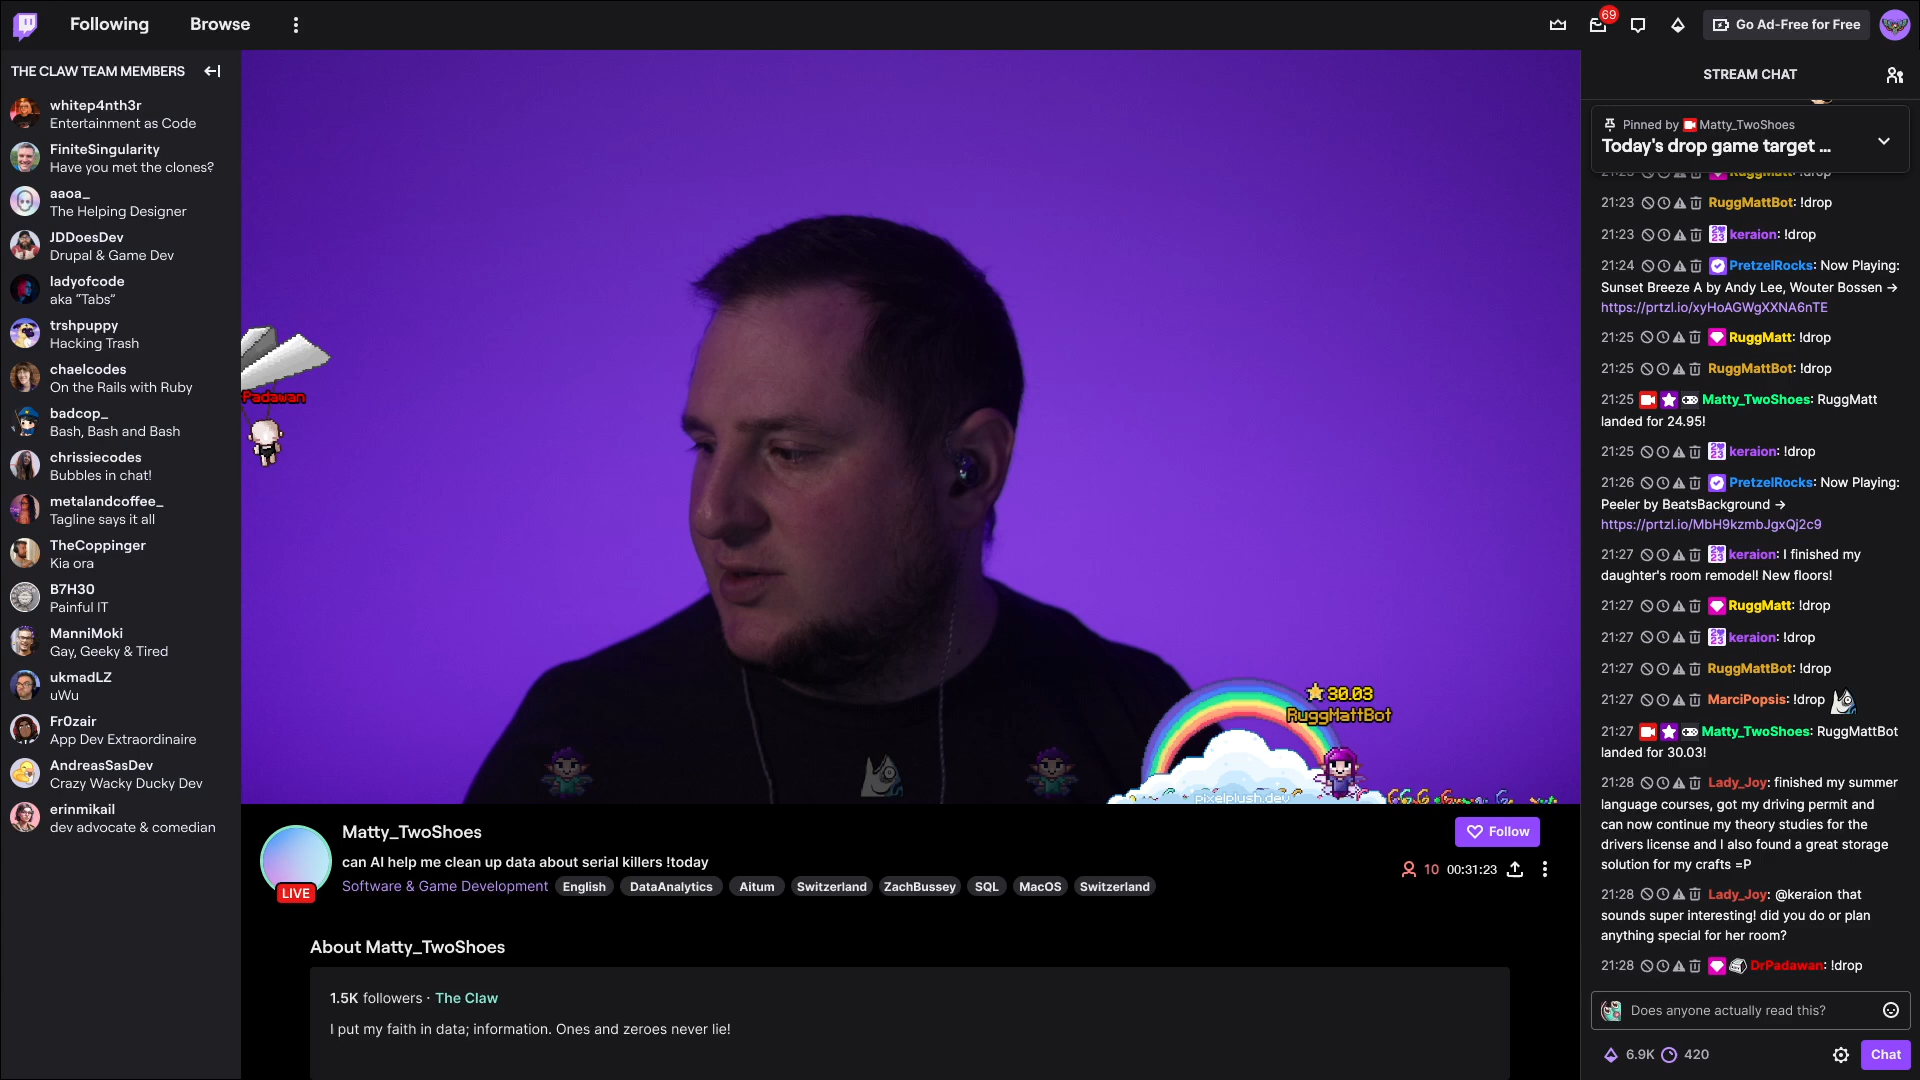 Following
Browse
69
Go Ad-Free for Free
THE CLAW TEAM MEMBERS
whitep4nth3r
Entertainment as Code
FiniteSingularity
Have you met the clones?
aaoa_
The Helping Designer
JDDoesDev
Drupal & Game Dev
ladyofcode
aka “Tabs”
trshpuppy
Hacking Trash
chaelcodes
On the Rails with Ruby
badcop_
Bash, Bash and Bash
chrissiecodes
Bubbles in chat!
metalandcoffee_
Tagline says it all
TheCoppinger
Kia ora
B7H30
Painful IT
ManniMoki
Gay, Geeky & Tired
ukmadLZ
uWu
Fr0zair
App Dev Extraordinaire
AndreasSasDev
Crazy Wacky Ducky Dev
erinmikail
dev advocate & comedian
Padawan
30.03
RuggMattBot
pixelplush.dev
Matty_TwoShoes
Follow
can AI help me clean up data about serial killers !today
Software & Game Development English DataAnalytics Aitum Switzerland ZachBussey SQL MacOS Switzerland
10 00:31:23
LIVE
About Matty_TwoShoes
1.5K followers · The Claw
I put my faith in data; information. Ones and zeroes never lie!
STREAM CHAT
Pinned by Matty_TwoShoes
Today's drop game target ...
21:23 RuggMatt: !drop
21:23 RuggMattBot: !drop
21:23 keraion: !drop
21:24 PretzelRocks: Now Playing:
Sunset Breeze A by Andy Lee, Wouter Bossen →
https://prtzl.io/xyHoAGWgXXNA6nTE
21:25 RuggMatt: !drop
21:25 RuggMattBot: !drop
21:25 Matty_TwoShoes: RuggMatt
landed for 24.95!
21:25 keraion: !drop
21:26 PretzelRocks: Now Playing:
Peeler by BeatsBackground →
https://prtzl.io/MbH9kzmbJgxQj2c9
21:27 keraion: I finished my
daughter's room remodel! New floors!
21:27 RuggMatt: !drop
21:27 keraion: !drop
21:27 RuggMattBot: !drop
21:27 MarciPopsis: !drop
21:27 Matty_TwoShoes: RuggMattBot
landed for 30.03!
21:28 Lady_Joy: finished my summer
language courses, got my driving permit and
can now continue my theory studies for the
drivers license and I also found a great storage
solution for my crafts =P
21:28 Lady_Joy: @keraion that
sounds super interesting! did you do or plan
anything special for her room?
21:28 DrPadawan: !drop
Does anyone actually read this?
6.9K 420
Chat